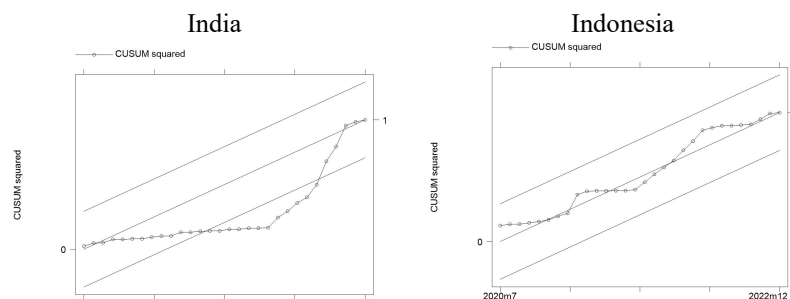 India
Indonesia
CUSUM squared
CUSUM squared
CUSUM squared
1
0
CUSUM squared
0
2020m7
2022m12